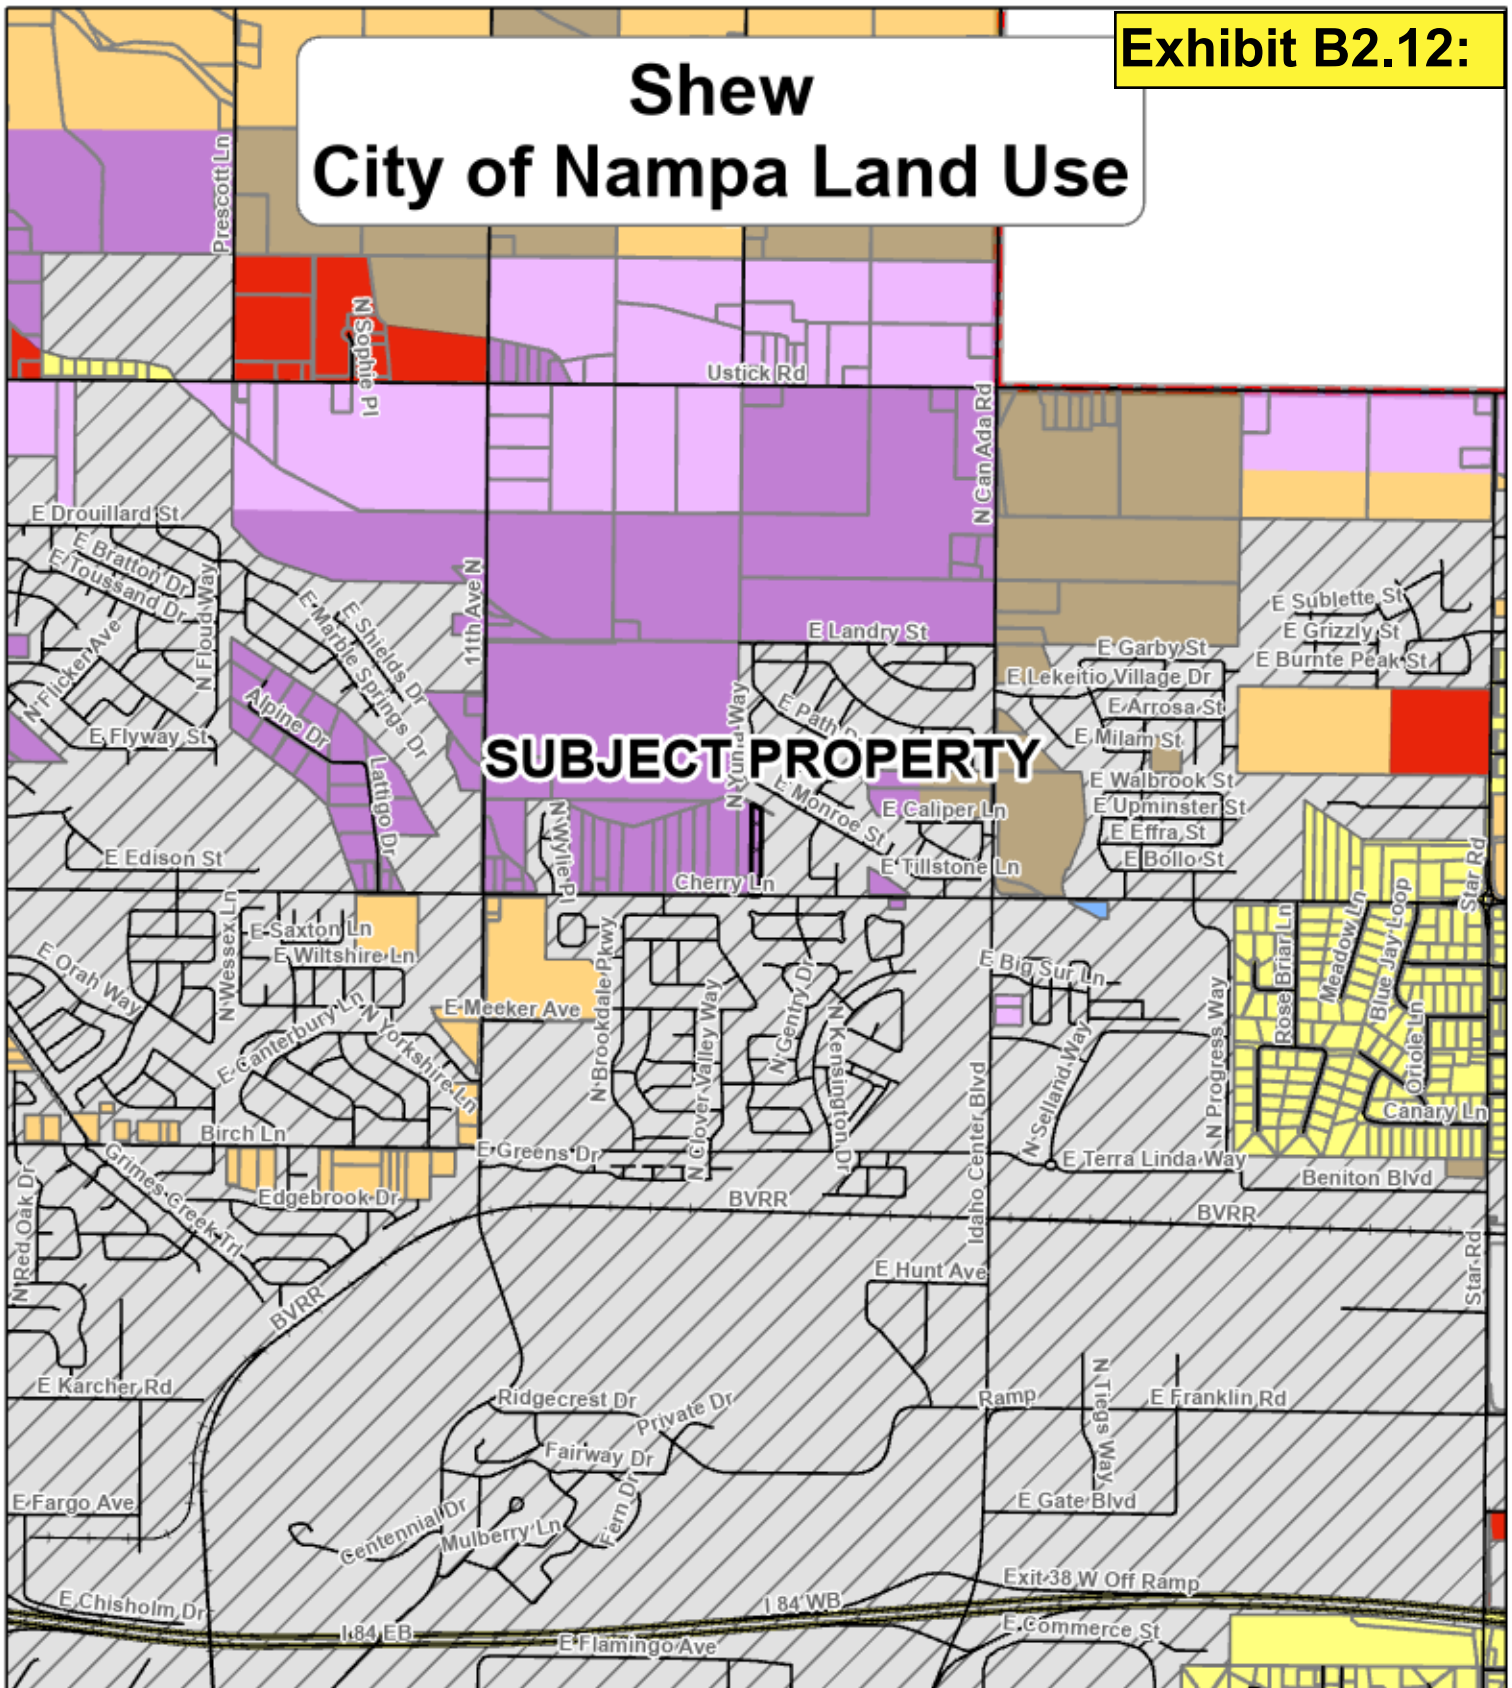 Exhibit B2.12:
Shew
City of Nampa Land Use
Prescott Ln
N Sophie Pl
Ustick Rd
N Can Ada Rd
E Drouillard St
E Bratton Dr
E Toussand Dr
N Floud Way
N Flicker Ave
E Flyway St
E Shields Dr
E Marble Springs Dr
11th Ave N
Alpine Dr
Lattigo Dr
E Landry St
E Garby St
E Lekeitio Village Dr
E Sublette St
E Grizzly St
E Burnte Peak St
E Arrosa St
E Milam St
E Path
SUBJECT PROPERTY
E Walbrook St
E Upminster St
E Effra St
E Bollo St
E Monroe St
E Caliper Ln
E Tillstone Ln
N Wylie Pl
Cherry Ln
E Edison St
Star Rd
N Wessex Ln
E Saxton Ln
E Wiltshire Ln
E Orah Way
E Canterbury Ln
N Yorkshire Ln
E Meeker Ave
N Brookdale Pkwy
N Clover Valley Way
N Gentry Dr
N Kensington Dr
E Big Sur Ln
N Selland Way
N Progress Way
Rose Briar Ln
Meadow Ln
Blue Jay Loop
Oriole Ln
Canary Ln
Idaho Center Blvd
Birch Ln
E Greens Dr
E Terra Linda Way
Beniton Blvd
Grimes Creek Trl
Edgebrook Dr
N Red Oak Dr
BVRR
BVRR
BVRR
E Hunt Ave
Star Rd
E Karcher Rd
Ridgecrest Dr
Private Dr
Ramp
N Tiegs Way
E Franklin Rd
Fairway Dr
Fern Dr
E Fargo Ave
Centennial Dr
Mulberry Ln
E Gate Blvd
Exit 38 W Off Ramp
E Chisholm Dr
I 84 EB
I 84 WB
E Flamingo Ave
E Commerce St